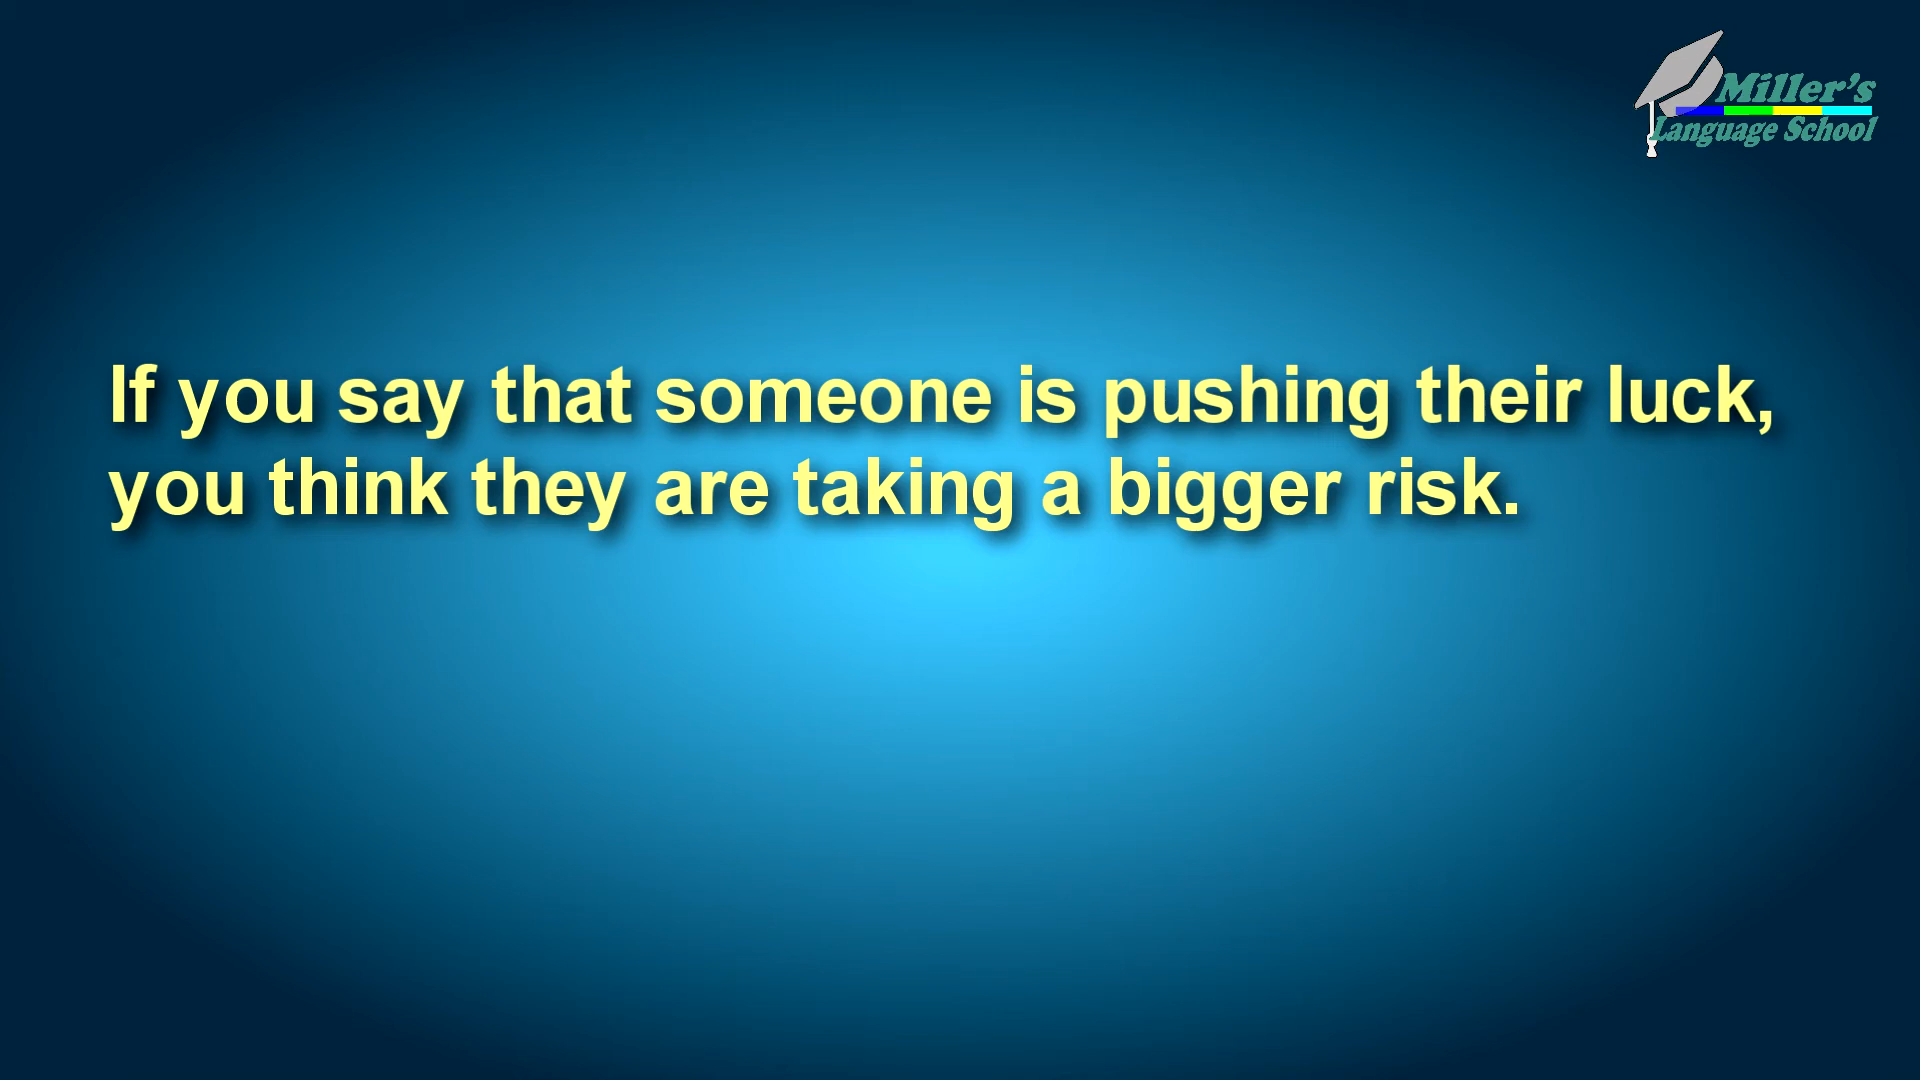 Miller's
Language School
If you say that someone is pushing their luck,
you think they are taking a bigger risk.